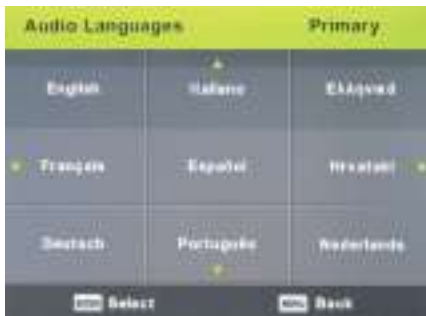 Audio Languages Primary
English Italiano Ελληνικά
Français Español Hrvatski
Deutsch Português Nederlands
Select Back